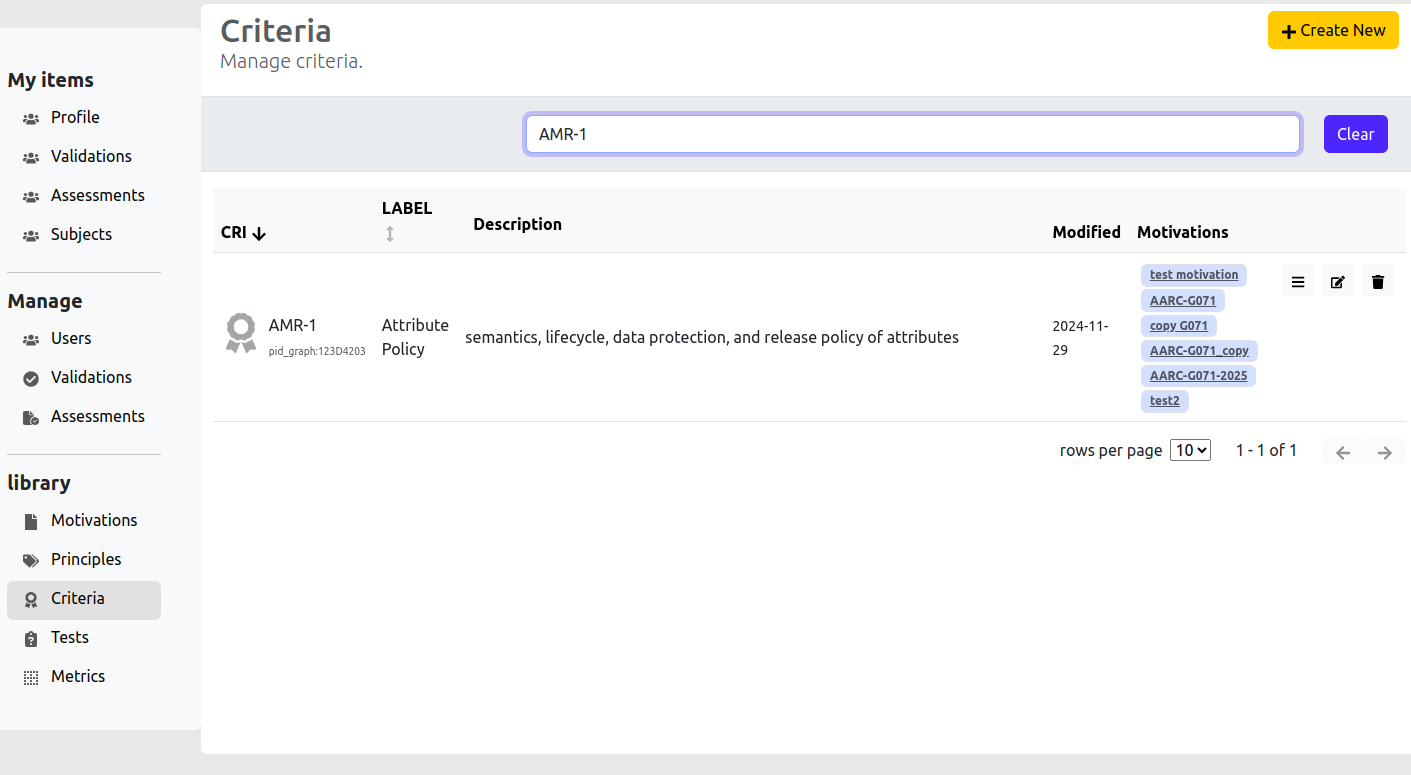 My items
Profile
Validations
Assessments
Subjects
Manage
Users
Validations
Assessments
library
Motivations
Principles
Criteria
Tests
Metrics
Criteria
Manage criteria.
Create New
AMR-1
Clear
CRI
LABEL
Description
Modified
Motivations
AMR-1
pid_graph:123D4203
Attribute
Policy
semantics, lifecycle, data protection, and release policy of attributes
2024-11-
29
test motivation
AARC-G071
copy G071
AARC-G071_copy
AARC-G071-2025
test2
rows per page 10 1 - 1 of 1